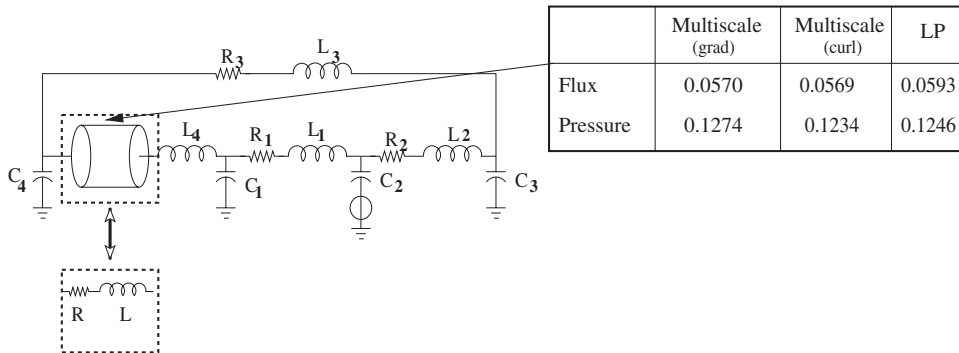 Multiscale Multiscale LP
(grad) (curl)
Flux 0.0570 0.0569 0.0593
Pressure 0.1274 0.1234 0.1246
R3 L3
L4 R1 L1 R2 L2
C4 C1 C2 C3
R L